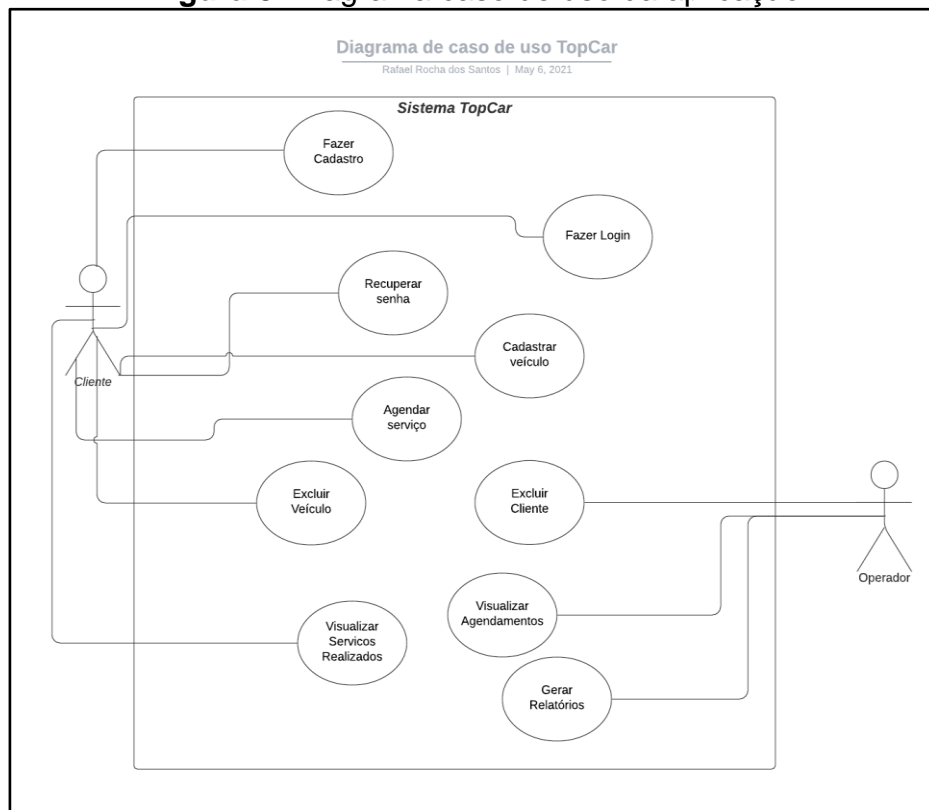 Diagrama de caso de uso TopCar
Rafael Rocha dos Santos | May 6, 2021
Sistema TopCar
Fazer
Cadastro
Fazer Login
Recuperar
senha
Cadastrar
veículo
Cliente
Agendar
serviço
Excluir
Veículo
Excluir
Cliente
Operador
Visualizar
Agendamentos
Visualizar
Servicos
Realizados
Gerar
Relatórios